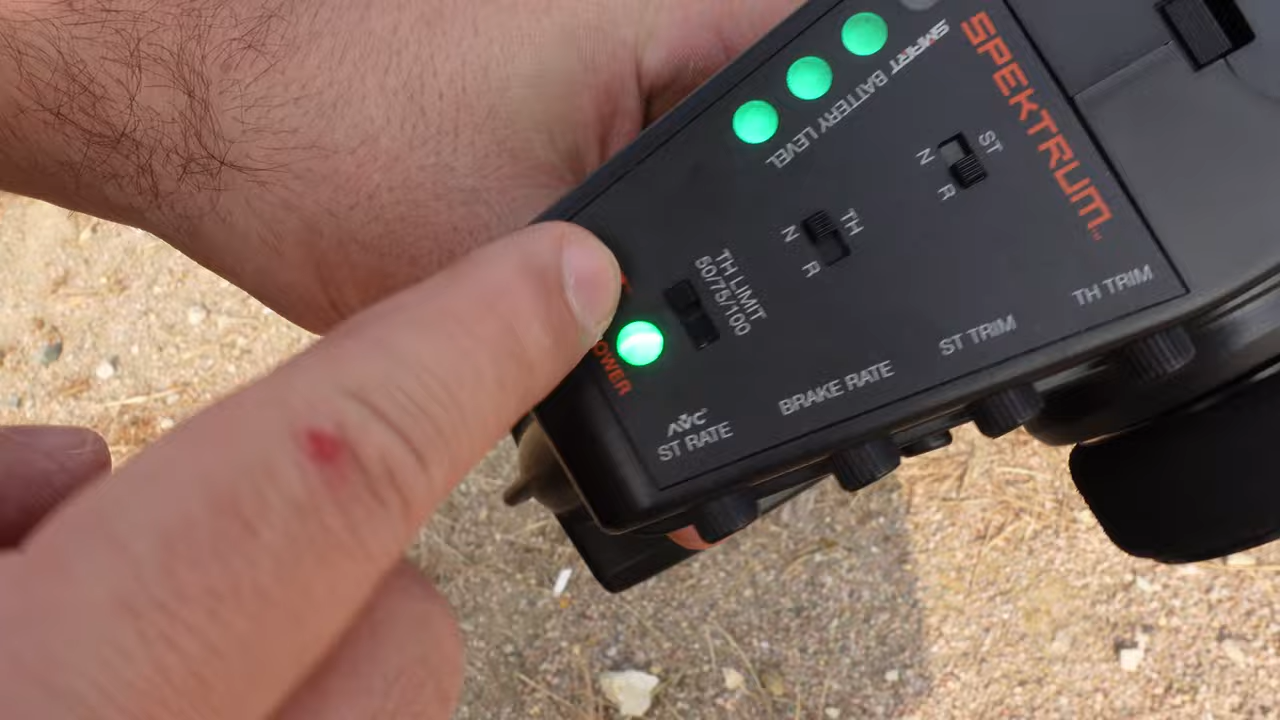 SPEKTRUM
SMART BATTERY LEVEL
ST
N
R
TH
N
R
TH LIMIT
50/75/100
OWER
AVC
ST RATE
BRAKE RATE
ST TRIM
TH TRIM